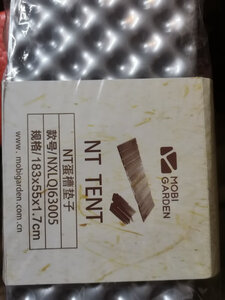 MOBI
GARDEN
NT TENT
NT蛋槽垫子
款号/NXLQI63005
规格/183x55x1.7cm
www.mobigarden.com.cn